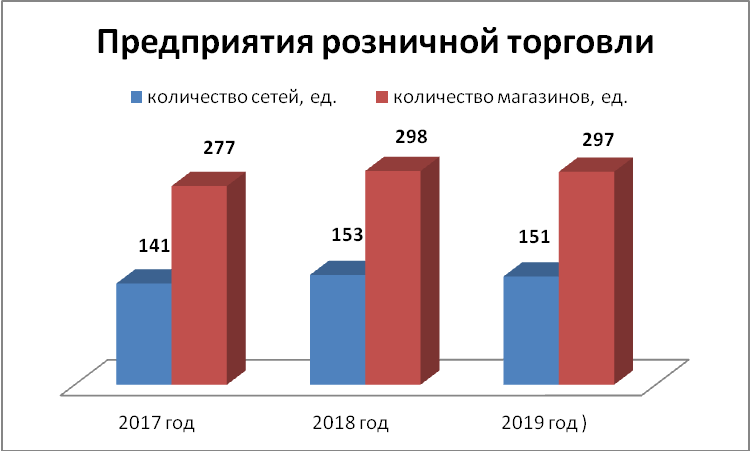 Предприятия розничной торговли
количество сетей, ед. количество магазинов, ед.
277 298 297
141 153 151
2017 год 2018 год 2019 год )